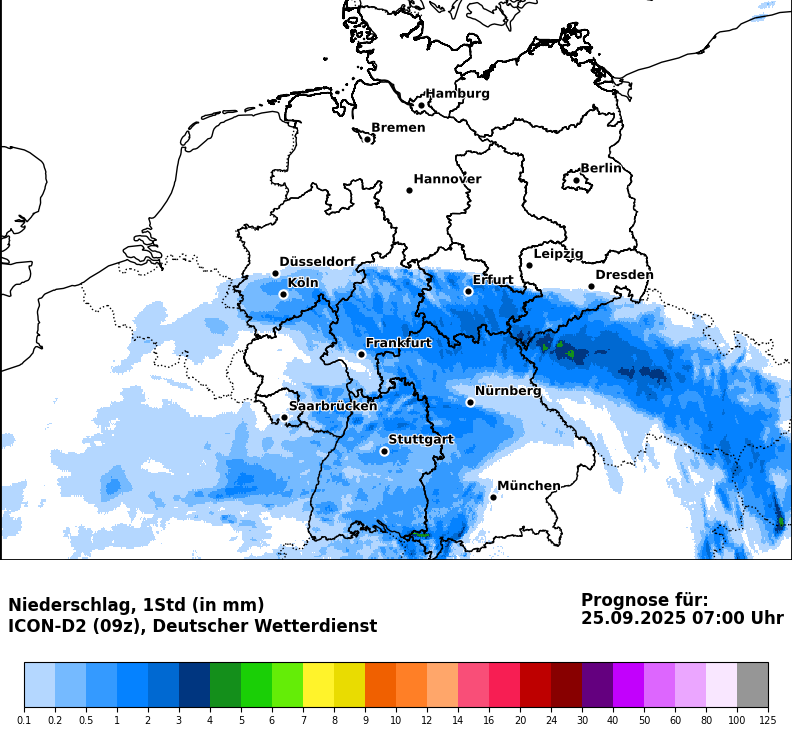 Hamburg
Bremen
Berlin
Hannover
Leipzig
Düsseldorf
Dresden
Köln
Erfurt
Frankfurt
Nürnberg
Saarbrücken
Stuttgart
München
Niederschlag, 1Std (in mm)
ICON-D2 (09z), Deutscher Wetterdienst
Prognose für:
25.09.2025 07:00 Uhr
0.1 0.2 0.5 1 2 3 4 5 6 7 8 9 10 12 14 16 20 24 30 40 50 60 80 100 125